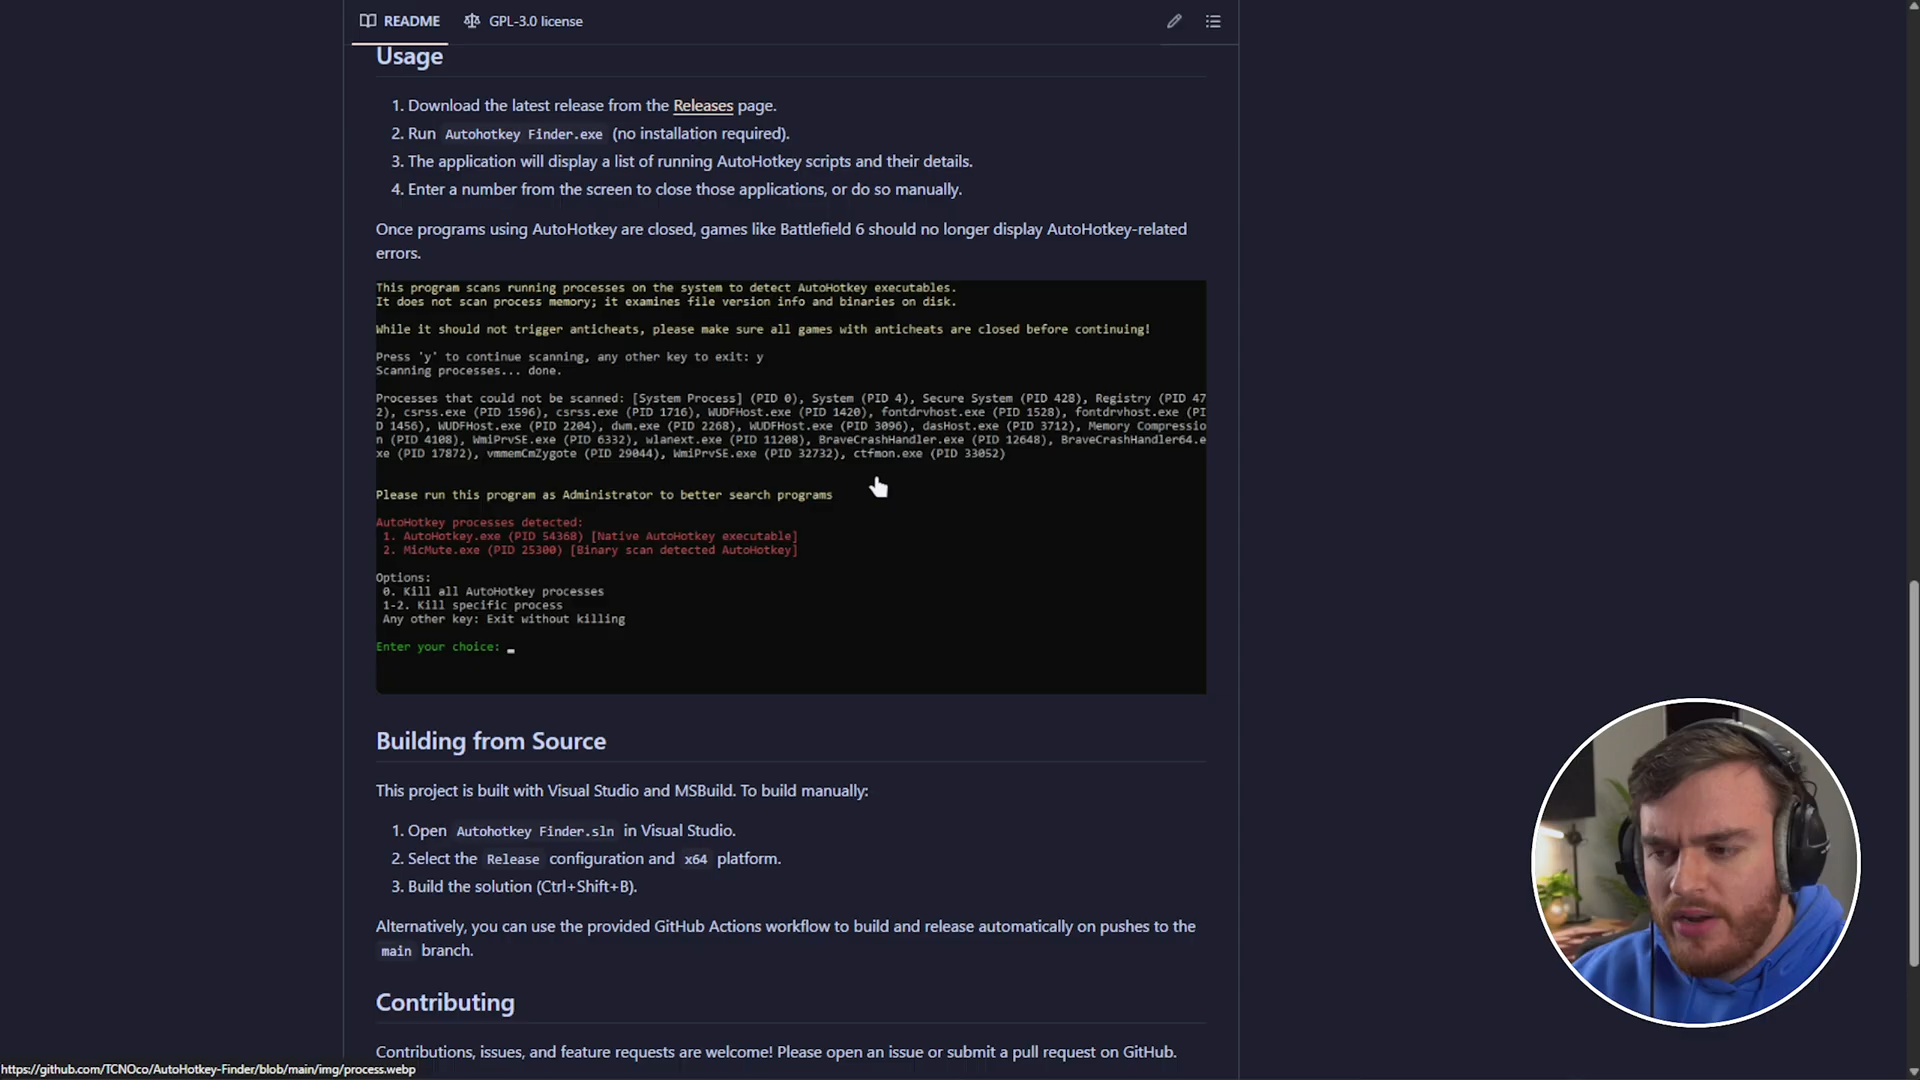 README
GPL-3.0 license
Usage
1. Download the latest release from the Releases page.
2. Run Autohotkey Finder.exe (no installation required).
3. The application will display a list of running AutoHotkey scripts and their details.
4. Enter a number from the screen to close those applications, or do so manually.
Once programs using AutoHotkey are closed, games like Battlefield 6 should no longer display AutoHotkey-related
errors.
This program scans running processes on the system to detect AutoHotkey executables.
It does not scan process memory; it examines file version info and binaries on disk.
While it should not trigger anticheats, please make sure all games with anticheats are closed before continuing!
Press 'y' to continue scanning, any other key to exit: y
Scanning processes... done.
Processes that could not be scanned: [System Process] (PID 0), System (PID 4), Secure System (PID 428), Registry (PID 47
2), csrss.exe (PID 1596), csrss.exe (PID 1716), WUDFHost.exe (PID 1420), fontdrvhost.exe (PID 1528), fontdrvhost.exe (PI
D 1456), WUDFHost.exe (PID 2204), dwm.exe (PID 2268), WUDFHost.exe (PID 3096), dasHost.exe (PID 3712), Memory Compressio
n (PID 4108), WmiPrvSE.exe (PID 6332), wlanext.exe (PID 11208), BraveCrashHandler.exe (PID 12648), BraveCrashHandler64.e
xe (PID 17872), vmmemCmZygote (PID 29044), WmiPrvSE.exe (PID 32732), ctfmon.exe (PID 33052)
Please run this program as Administrator to better search programs
AutoHotkey processes detected:
1. AutoHotkey.exe (PID 54368) [Native AutoHotkey executable]
2. MicMute.exe (PID 25300) [Binary scan detected AutoHotkey]
Options:
0. Kill all AutoHotkey processes
1-2. Kill specific process
Any other key: Exit without killing
Enter your choice: _
Building from Source
This project is built with Visual Studio and MSBuild. To build manually:
1. Open Autohotkey Finder.sln in Visual Studio.
2. Select the Release configuration and x64 platform.
3. Build the solution (Ctrl+Shift+B).
Alternatively, you can use the provided GitHub Actions workflow to build and release automatically on pushes to the
main branch.
Contributing
Contributions, issues, and feature requests are welcome! Please open an issue or submit a pull request on GitHub.
https://github.com/TCNOco/AutoHotkey-Finder/blob/main/img/process.webp